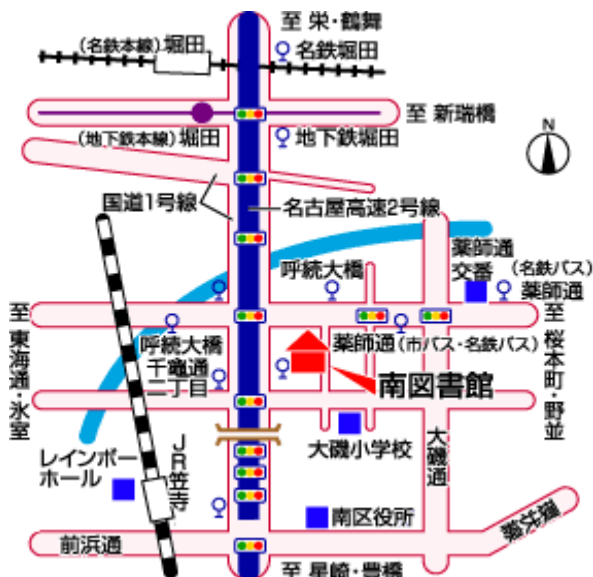 至 栄・鶴舞
(名鉄本線)堀田
名鉄堀田
至 新瑞橋
(地下鉄本線)堀田
地下鉄堀田
N
国道1号線
名古屋高速2号線
薬師通
交番
(名鉄バス)
薬師通
呼続大橋
至 東海通・氷室
呼続大橋
千竈通
二丁目
薬師通(市バス・名鉄バス)
至 桜本町・野並
南図書館
大磯小学校
大磯通
レインボー
ホール
JR笠寺
南区役所
前浜通
至 星崎・豊橋